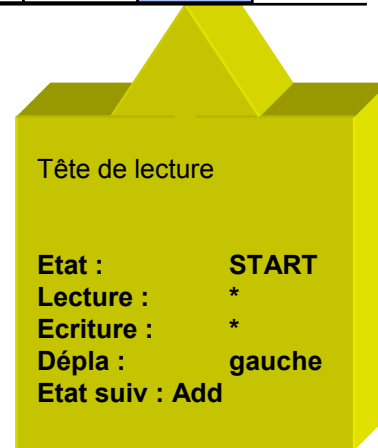 Tête de lecture
Etat : START
Lecture : *
Ecriture : *
Dépla : gauche
Etat suiv : Add